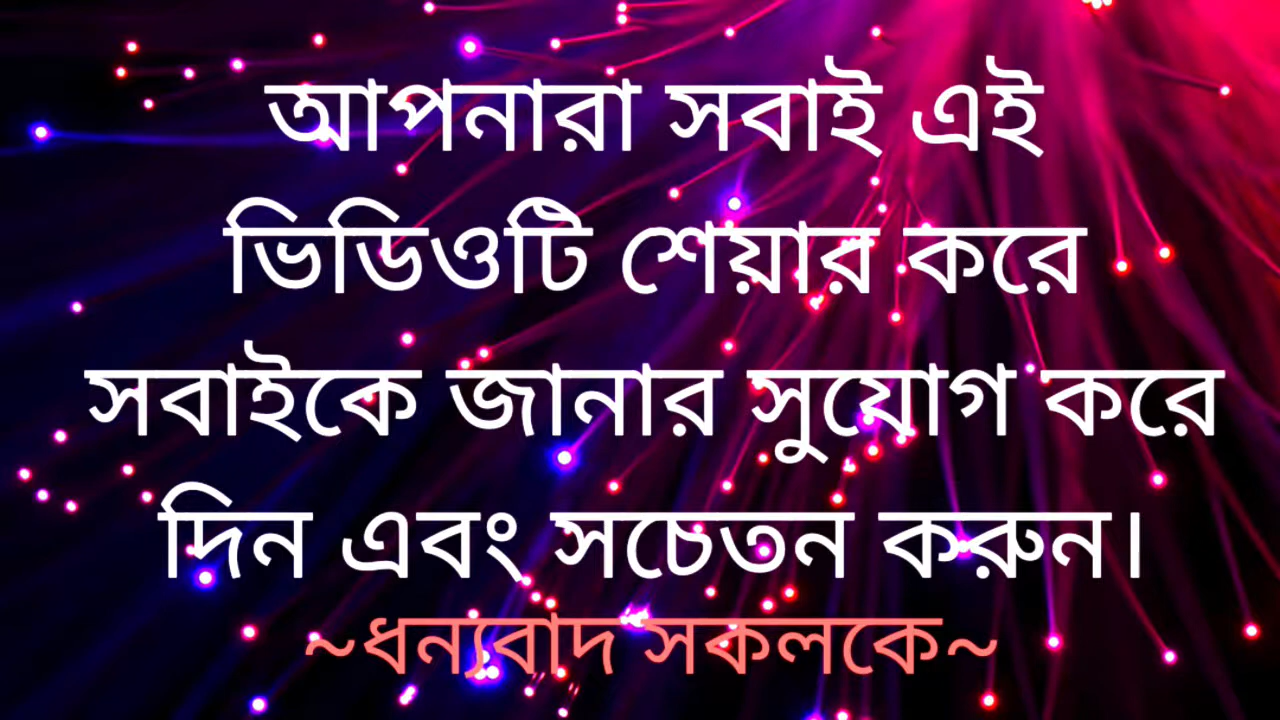 আপনারা সবাই এই
ভিডিওটি শেয়ার করে
সবাইকে জানার সুযোগ করে
দিন এবং সচেতন করুন।
~ধন্যবাদ সকলকে~